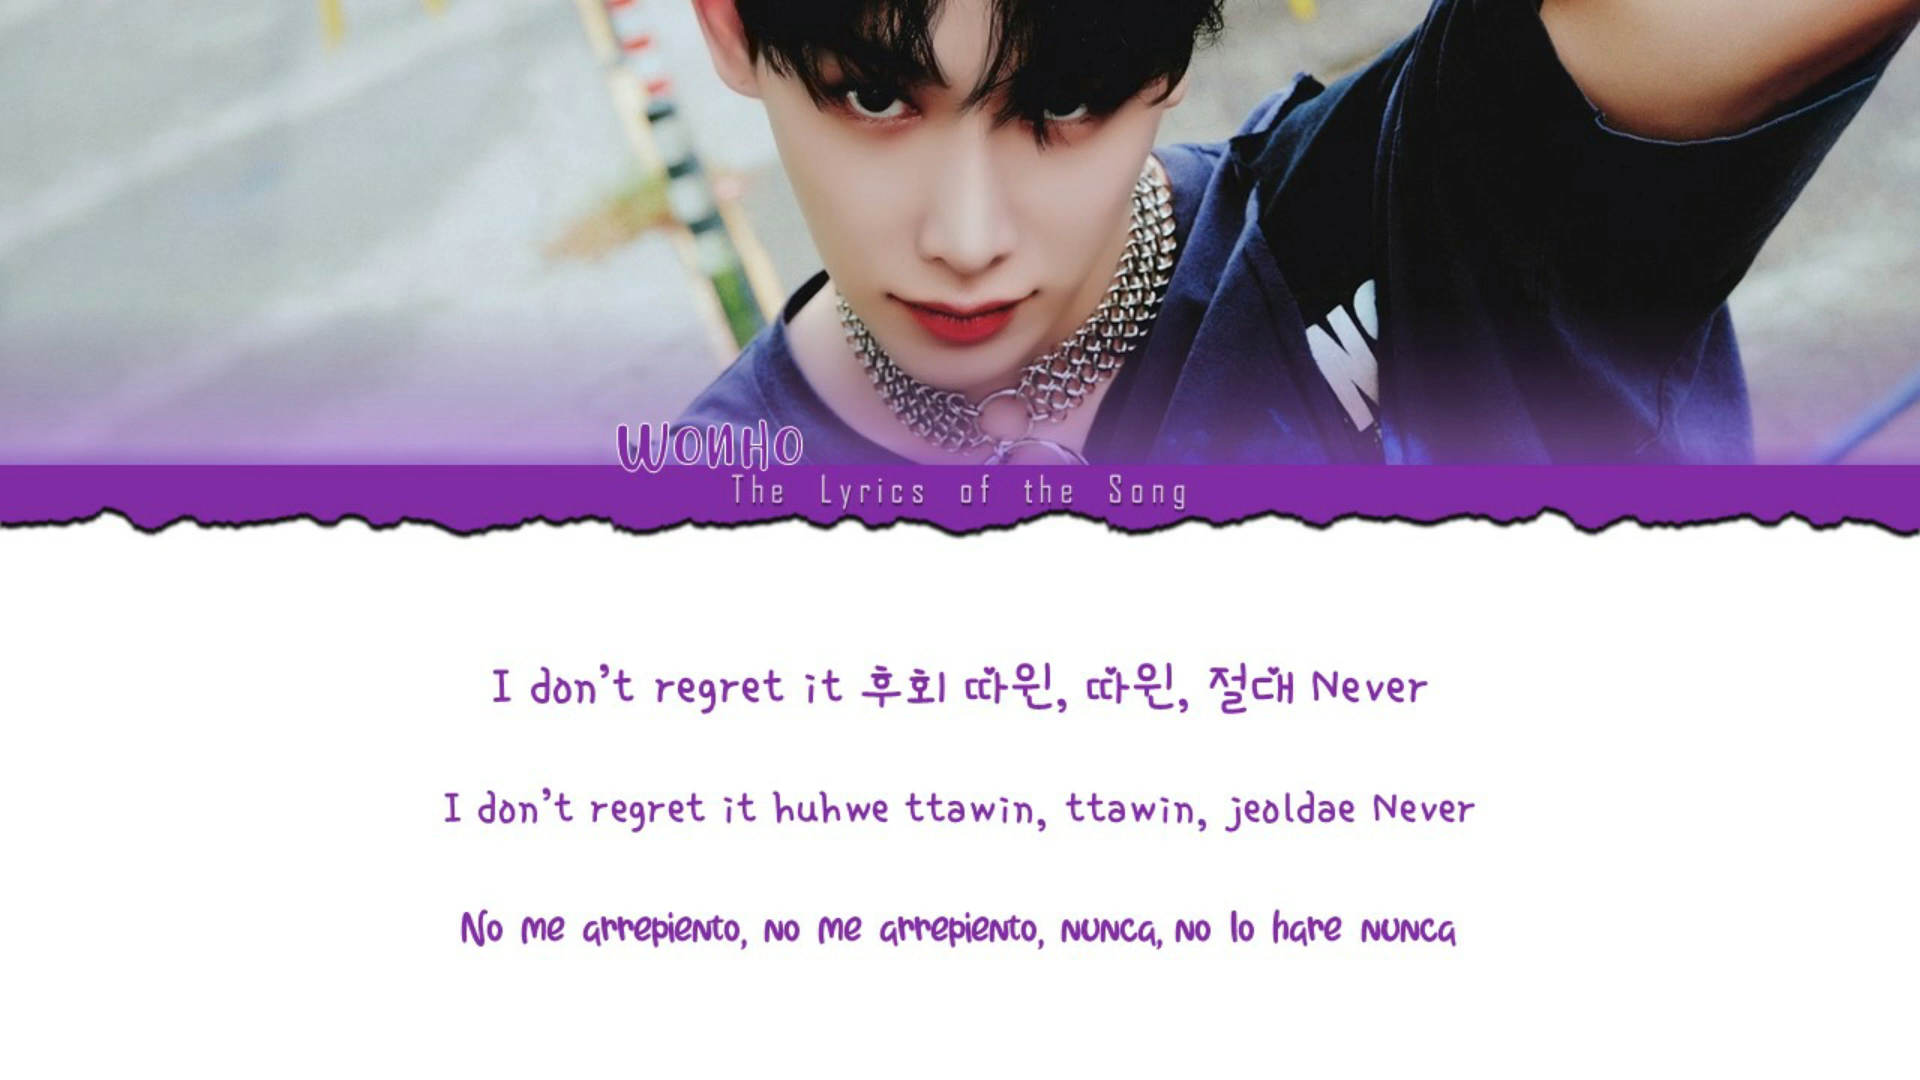 NO
WONHO
The Lyrics of the Song
I don't regret it 후회 따윈, 따윈, 절대 Never
I don't regret it huhwe ttawin, ttawin, jeoldae Never
No me arrepiento, no me arrepiento, nunca, no lo hare nunca